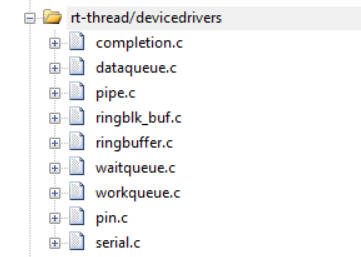 rt-thread/devicedrivers
completion.c
dataqueue.c
pipe.c
ringblk_buf.c
ringbuffer.c
waitqueue.c
workqueue.c
pin.c
serial.c